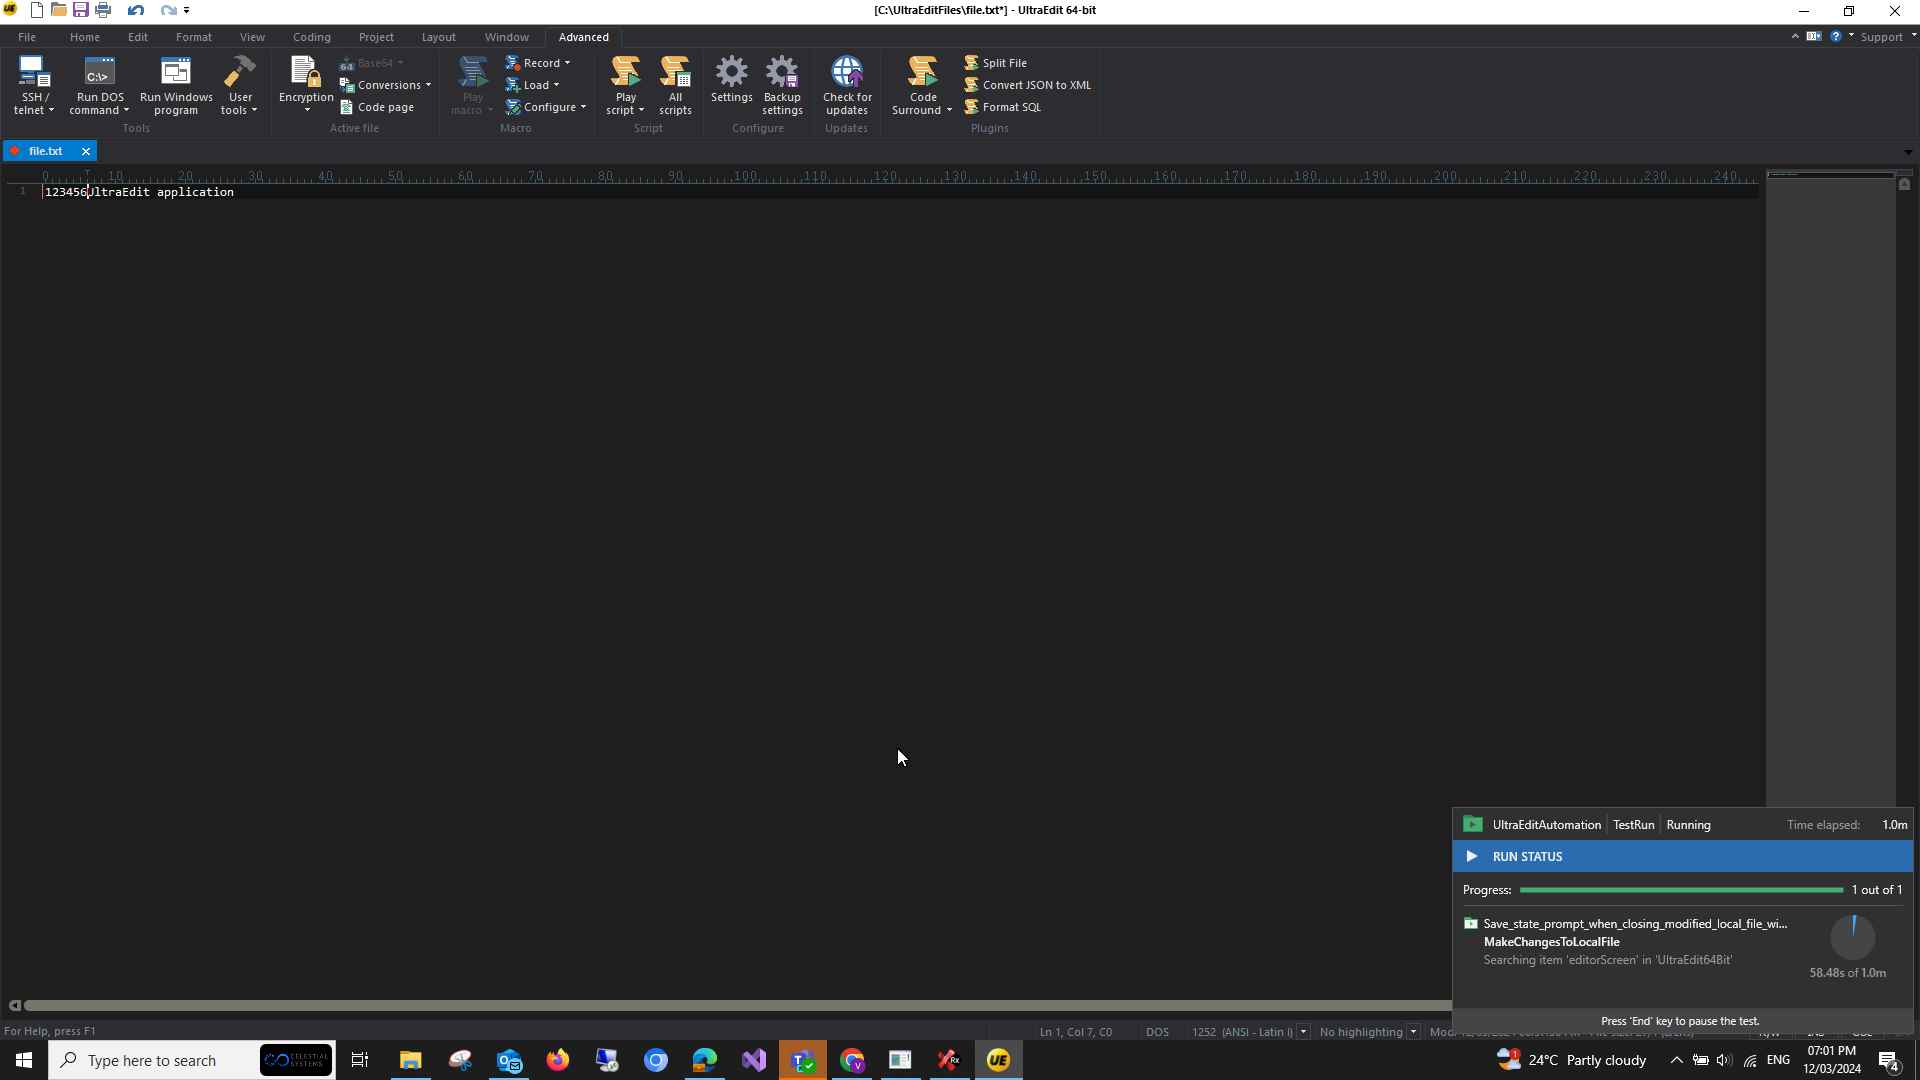 [C:\UltraEditFiles\file.txt*] - UltraEdit 64-bit
File Home Edit Format View Coding Project Layout Window Advanced Support
SSH / telnet
Run DOS command
Run Windows program
User tools
Tools
Encryption
Base64
Conversions
Code page
Active file
Play macro
Record
Load
Configure
Macro
Play script
All scripts
Script
Settings
Backup settings
Configure
Check for updates
Updates
Code Surround
Split File
Convert JSON to XML
Format SQL
Plugins
file.txt
0 10 20 30 40 50 60 70 80 90 100 110 120 130 140 150 160 170 180 190 200 210 220 230 240
1 123456UltraEdit application
UltraEditAutomation TestRun Running Time elapsed: 1.0m
RUN STATUS
Progress: 1 out of 1
Save_state_prompt_when_closing_modified_local_file_wi...
MakeChangesToLocalFile
Searching item 'editorScreen' in 'UltraEdit64Bit'
58.48s of 1.0m
Press 'End' key to pause the test.
For Help, press F1 Ln 1, Col 7, C0 DOS 1252 (ANSI - Latin I) No highlighting
Type here to search
CELESTIAL SYSTEMS
24°C Partly cloudy ENG 07:01 PM
12/03/2024
4